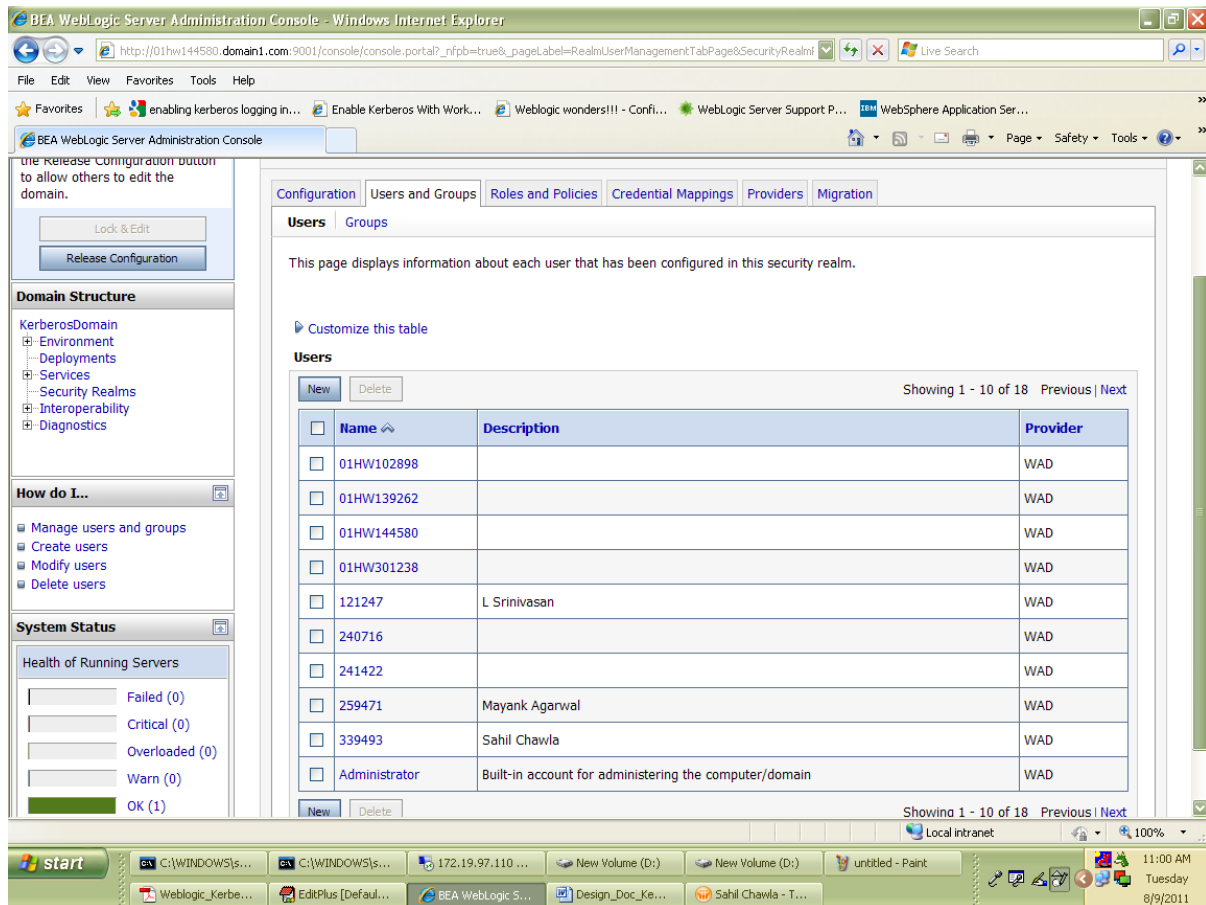 BEA WebLogic Server Administration Console - Windows Internet Explorer
http://01hw144580.domain1.com:9001/console/console.portal?_nfpb=true&_pageLabel=RealmUserManagementTabPage&SecurityRealmF
Live Search
File Edit View Favorites Tools Help
Favorites enabling kerberos logging in... Enable Kerberos With Work... Weblogic wonders!!! - Confi... WebLogic Server Support P... IBM WebSphere Application Ser...
BEA WebLogic Server Administration Console
Page Safety Tools
the Release Configuration button
to allow others to edit the
domain.
Lock & Edit
Release Configuration
Domain Structure
KerberosDomain
Environment
Deployments
Services
Security Realms
Interoperability
Diagnostics
How do I...
Manage users and groups
Create users
Modify users
Delete users
System Status
Health of Running Servers
Failed (0)
Critical (0)
Overloaded (0)
Warn (0)
OK (1)
Configuration Users and Groups Roles and Policies Credential Mappings Providers Migration
Users Groups
This page displays information about each user that has been configured in this security realm.
Customize this table
Users
New Delete Showing 1 - 10 of 18 Previous | Next
Name Description Provider
01HW102898 WAD
01HW139262 WAD
01HW144580 WAD
01HW301238 WAD
121247 L Srinivasan WAD
240716 WAD
241422 WAD
259471 Mayank Agarwal WAD
339493 Sahil Chawla WAD
Administrator Built-in account for administering the computer/domain WAD
New Delete Showing 1 - 10 of 18 Previous | Next
Local intranet 100%
start C:\WINDOWS\s... C:\WINDOWS\s... 172.19.97.110 ... New Volume (D:) New Volume (D:) untitled - Paint 11:00 AM
Weblogic_Kerbe... EditPlus [Defaul... BEA WebLogic S... Design_Doc_Ke... Sahil Chawla - T... Tuesday
8/9/2011